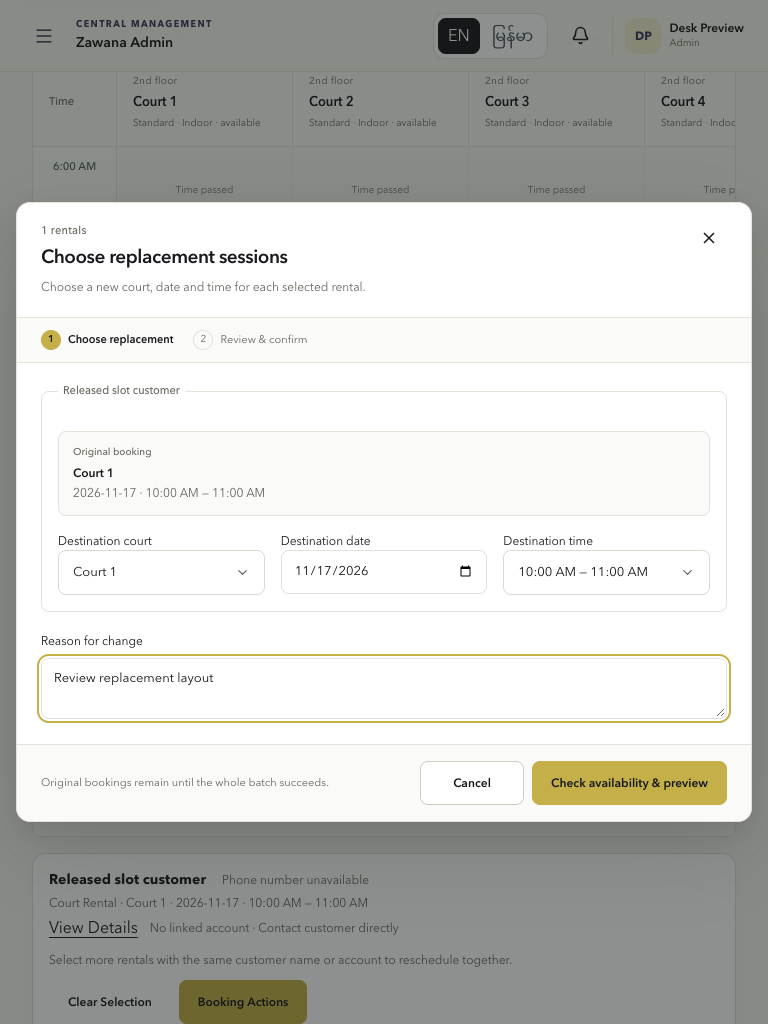 CENTRAL MANAGEMENT
Zawana Admin
EN
မြန်မာ
DP
Desk Preview
Admin
Time
2nd floor
Court 1
Standard · Indoor · available
2nd floor
Court 2
Standard · Indoor · available
2nd floor
Court 3
Standard · Indoor · available
2nd floor
Court 4
Standard · Indoo
6:00 AM
Time passed
Time passed
Time passed
Time p
1 rentals
Choose replacement sessions
Choose a new court, date and time for each selected rental.
1 Choose replacement
2 Review & confirm
Released slot customer
Original booking
Court 1
2026-11-17 · 10:00 AM — 11:00 AM
Destination court
Destination date
Destination time
Court 1
11/17/2026
10:00 AM — 11:00 AM
Reason for change
Review replacement layout
Original bookings remain until the whole batch succeeds.
Cancel
Check availability & preview
Released slot customer
Phone number unavailable
Court Rental · Court 1 · 2026-11-17 · 10:00 AM — 11:00 AM
View Details
No linked account · Contact customer directly
Select more rentals with the same customer name or account to reschedule together.
Clear Selection
Booking Actions